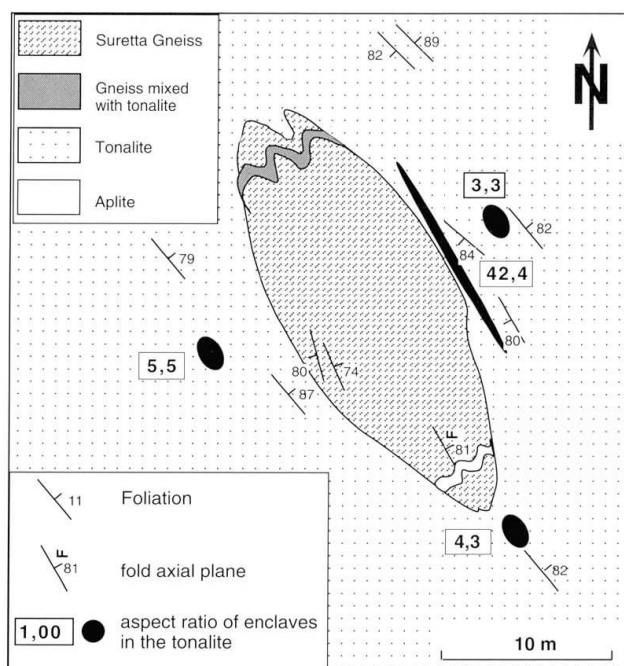 Suretta Gneiss
Gneiss mixed
with tonalite
Tonalite
Aplite
82
89
N
3,3
82
84
42,4
79
80
5,5
80
74
87
F
81
4,3
82
11
Foliation
F
81
fold axial plane
1,00
aspect ratio of enclaves
in the tonalite
10 m